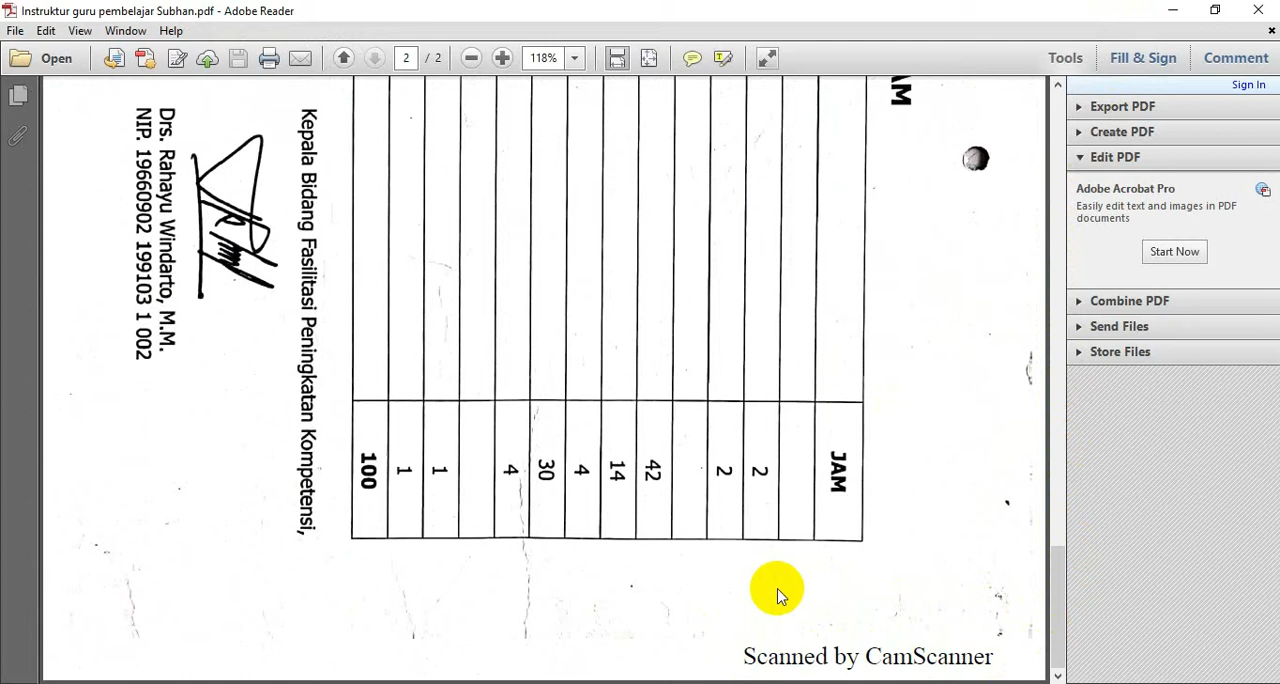 Instruktur guru pembelajar Subhan.pdf - Adobe Reader
File Edit View Window Help
Open 2 / 2 118% Tools Fill & Sign Comment
Sign In
Export PDF
Create PDF
Edit PDF
Adobe Acrobat Pro
Easily edit text and images in PDF
documents
Start Now
Combine PDF
Send Files
Store Files
AM
JAM
2
2
42
14
4
30
4
1
1
100
Kepala Bidang Fasilitasi Peningkatan Kompetensi,
Drs. Rahayu Windarto, M.M.
NIP. 19660902 199103 1 002
Scanned by CamScanner